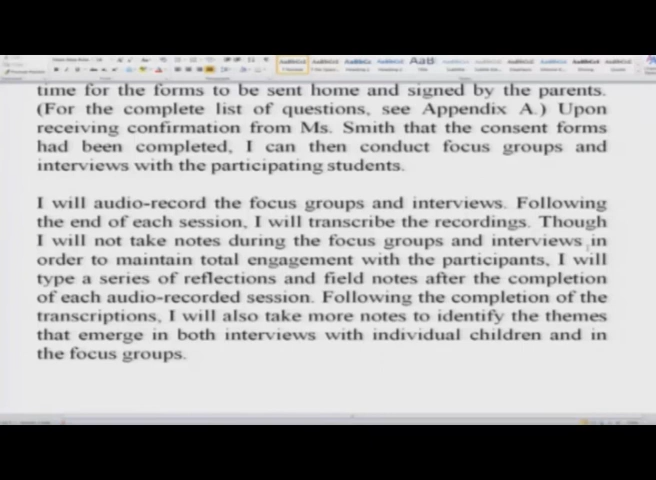 time for the forms to be sent home and signed by the parents.
(For the complete list of questions, see Appendix A.) Upon
receiving confirmation from Ms. Smith that the consent forms
had been completed, I can then conduct focus groups and
interviews with the participating students.
I will audio-record the focus groups and interviews. Following
the end of each session, I will transcribe the recordings. Though
I will not take notes during the focus groups and interviews in
order to maintain total engagement with the participants, I will
type a series of reflections and field notes after the completion
of each audio-recorded session. Following the completion of the
transcriptions, I will also take more notes to identify the themes
that emerge in both interviews with individual children and in
the focus groups.